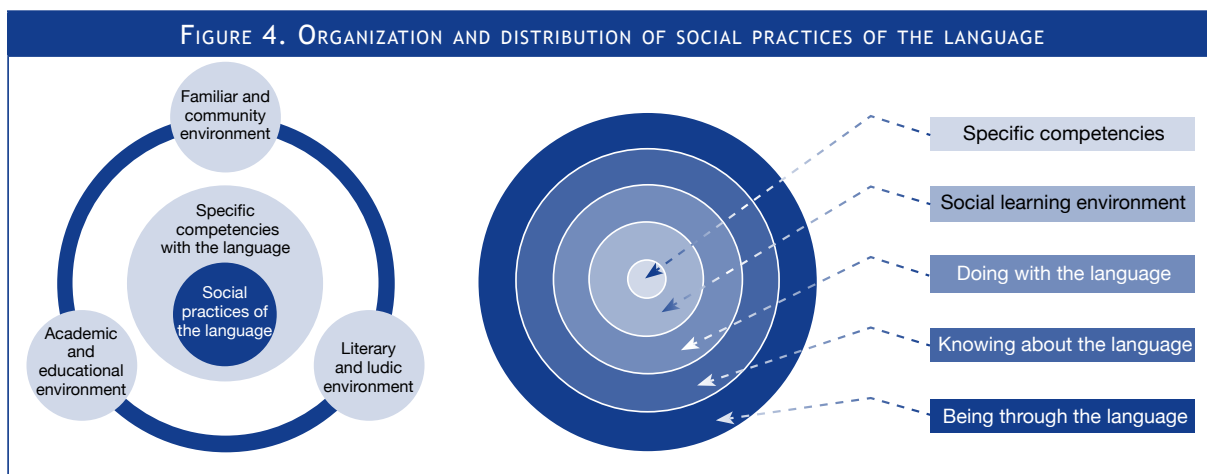 FIGURE 4. ORGANIZATION AND DISTRIBUTION OF SOCIAL PRACTICES OF THE LANGUAGE
Familiar and
community
environment
Specific
competencies
with the language
Social
practices of
the language
Academic
and
educational
environment
Literary
and ludic
environment
Specific competencies
Social learning environment
Doing with the language
Knowing about the language
Being through the language